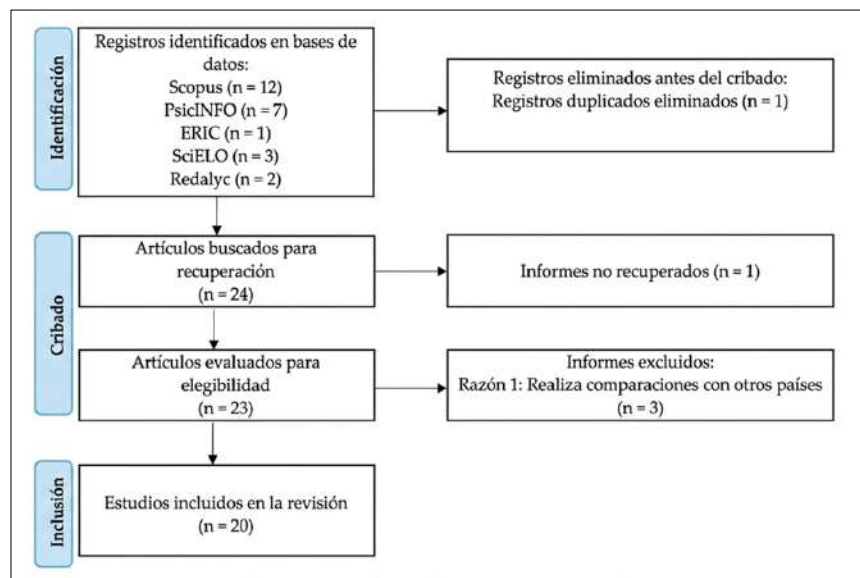 Identificación
Registros identificados en bases de
datos:
Scopus (n = 12)
PsicINFO (n = 7)
ERIC (n = 1)
SciELO (n = 3)
Redalyc (n = 2)
Registros eliminados antes del cribado:
Registros duplicados eliminados (n = 1)
Cribado
Artículos buscados para
recuperación
(n = 24)
Informes no recuperados (n = 1)
Artículos evaluados para
elegibilidad
(n = 23)
Informes excluidos:
Razón 1: Realiza comparaciones con otros países
(n = 3)
Inclusión
Estudios incluidos en la revisión
(n = 20)